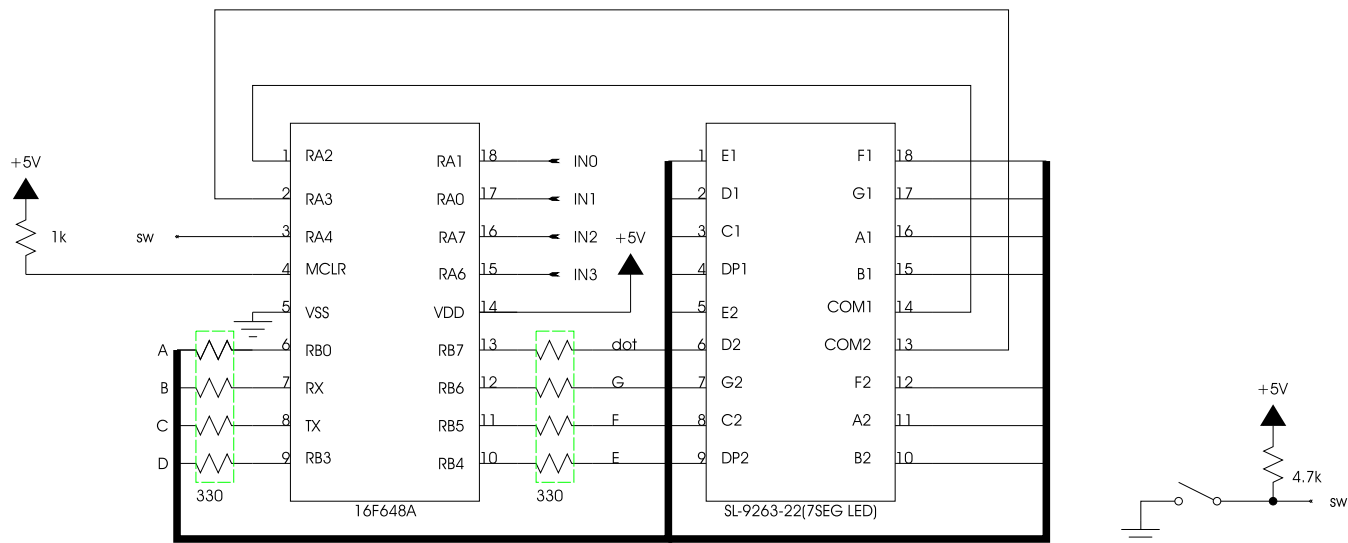 +5V
1k
sw
1 RA2
2 RA3
3 RA4
4 MCLR
5 VSS
6 RB0
7 RX
8 TX
9 RB3
RA1 18 IN0
RA0 17 IN1
RA7 16 IN2
RA6 15 IN3
VDD 14
+5V
RB7 13 dot
RB6 12 G
RB5 11 F
RB4 10 E
A
B
C
D
330
330
16F648A
1 E1
2 D1
3 C1
4 DP1
5 E2
6 D2
7 G2
8 C2
9 DP2
F1 18
G1 17
A1 16
B1 15
COM1 14
COM2 13
F2 12
A2 11
B2 10
SL-9263-22(7SEG LED)
+5V
4.7k
sw